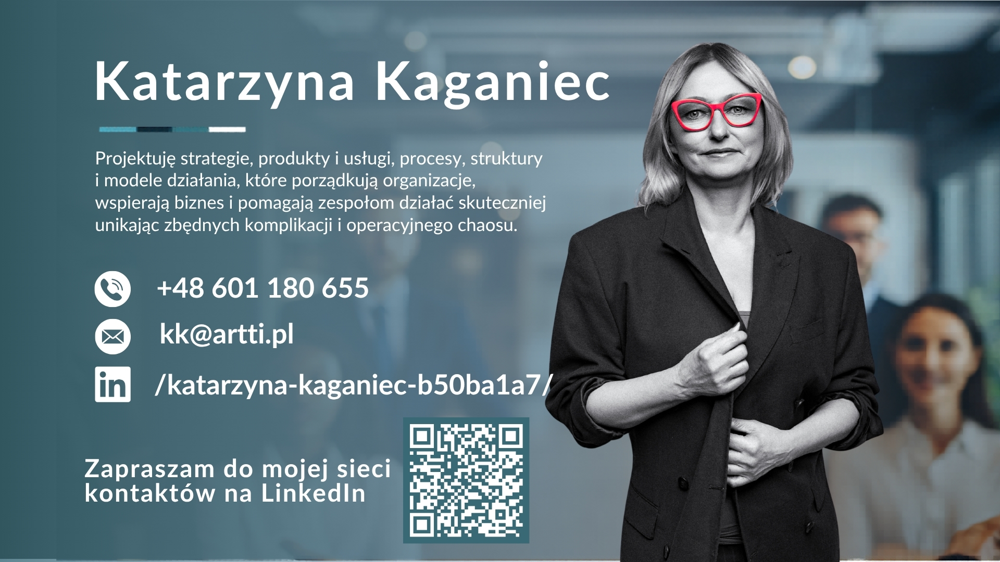 Katarzyna Kaganiec
Projektuję strategie, produkty i usługi, procesy, struktury
i modele działania, które porządkują organizacje,
wspierają biznes i pomagają zespołom działać skuteczniej
unikając zbędnych komplikacji i operacyjnego chaosu.
+48 601 180 655
kk@artti.pl
in /katarzyna-kaganiec-b50ba1a7/
Zapraszam do mojej sieci
kontaktów na LinkedIn